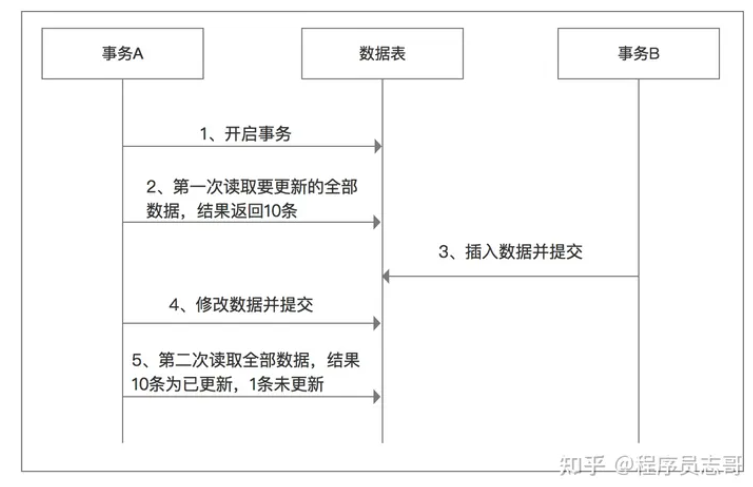 事务A
数据表
事务B
1、开启事务
2、第一次读取要更新的全部
数据，结果返回10条
3、插入数据并提交
4、修改数据并提交
5、第二次读取全部数据，结果
10条为已更新，1条未更新
知乎 @程序员志哥